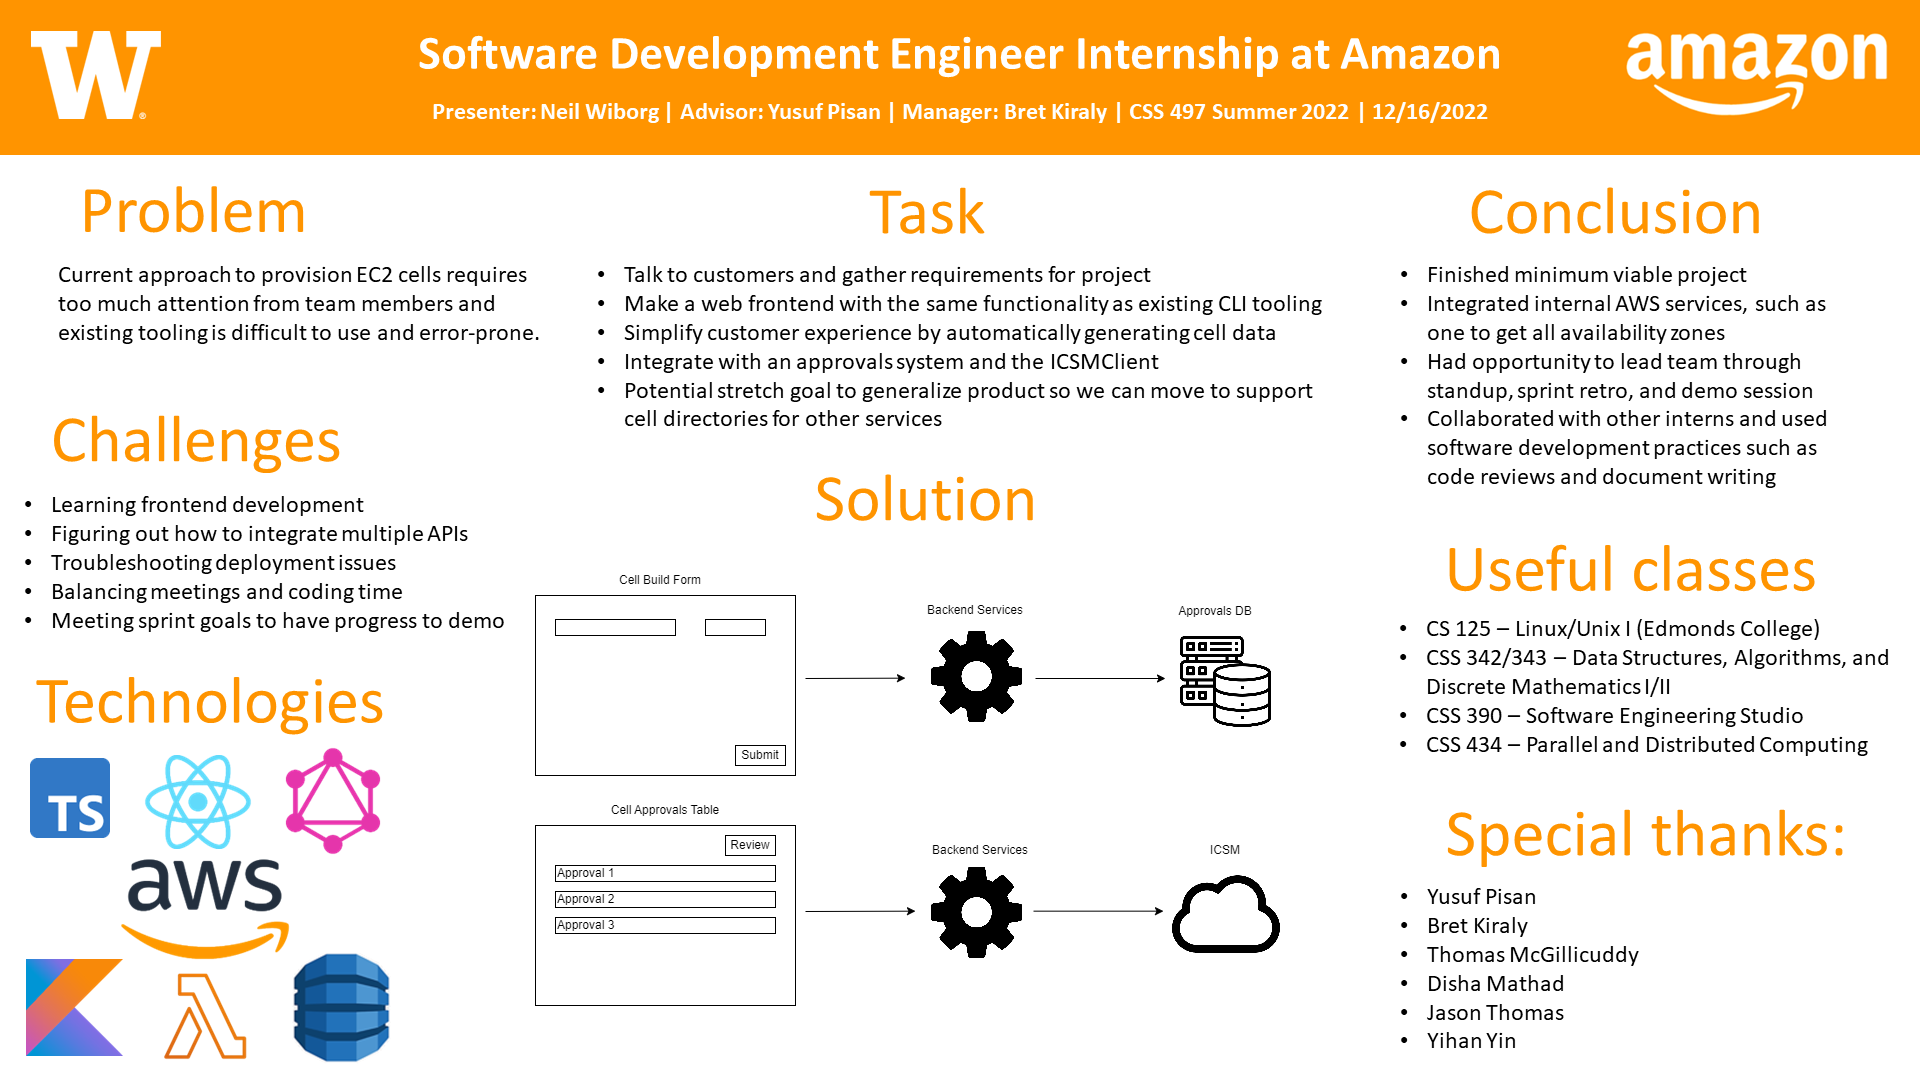 W
Software Development Engineer Internship at Amazon
amazon
Presenter: Neil Wiborg | Advisor: Yusuf Pisan | Manager: Bret Kiraly | CSS 497 Summer 2022 | 12/16/2022
Problem
Current approach to provision EC2 cells requires
too much attention from team members and
existing tooling is difficult to use and error-prone.
Challenges
• Learning frontend development
• Figuring out how to integrate multiple APIs
• Troubleshooting deployment issues
• Balancing meetings and coding time
• Meeting sprint goals to have progress to demo
Technologies
TS
aws
Task
• Talk to customers and gather requirements for project
• Make a web frontend with the same functionality as existing CLI tooling
• Simplify customer experience by automatically generating cell data
• Integrate with an approvals system and the ICSMClient
• Potential stretch goal to generalize product so we can move to support
cell directories for other services
Solution
Cell Build Form
Submit
Backend Services
Approvals DB
Cell Approvals Table
Review
Approval 1
Approval 2
Approval 3
Backend Services
ICSM
Conclusion
• Finished minimum viable project
• Integrated internal AWS services, such as
one to get all availability zones
• Had opportunity to lead team through
standup, sprint retro, and demo session
• Collaborated with other interns and used
software development practices such as
code reviews and document writing
Useful classes
• CS 125 – Linux/Unix I (Edmonds College)
• CSS 342/343 – Data Structures, Algorithms, and
Discrete Mathematics I/II
• CSS 390 – Software Engineering Studio
• CSS 434 – Parallel and Distributed Computing
Special thanks:
• Yusuf Pisan
• Bret Kiraly
• Thomas McGillicuddy
• Disha Mathad
• Jason Thomas
• Yihan Yin